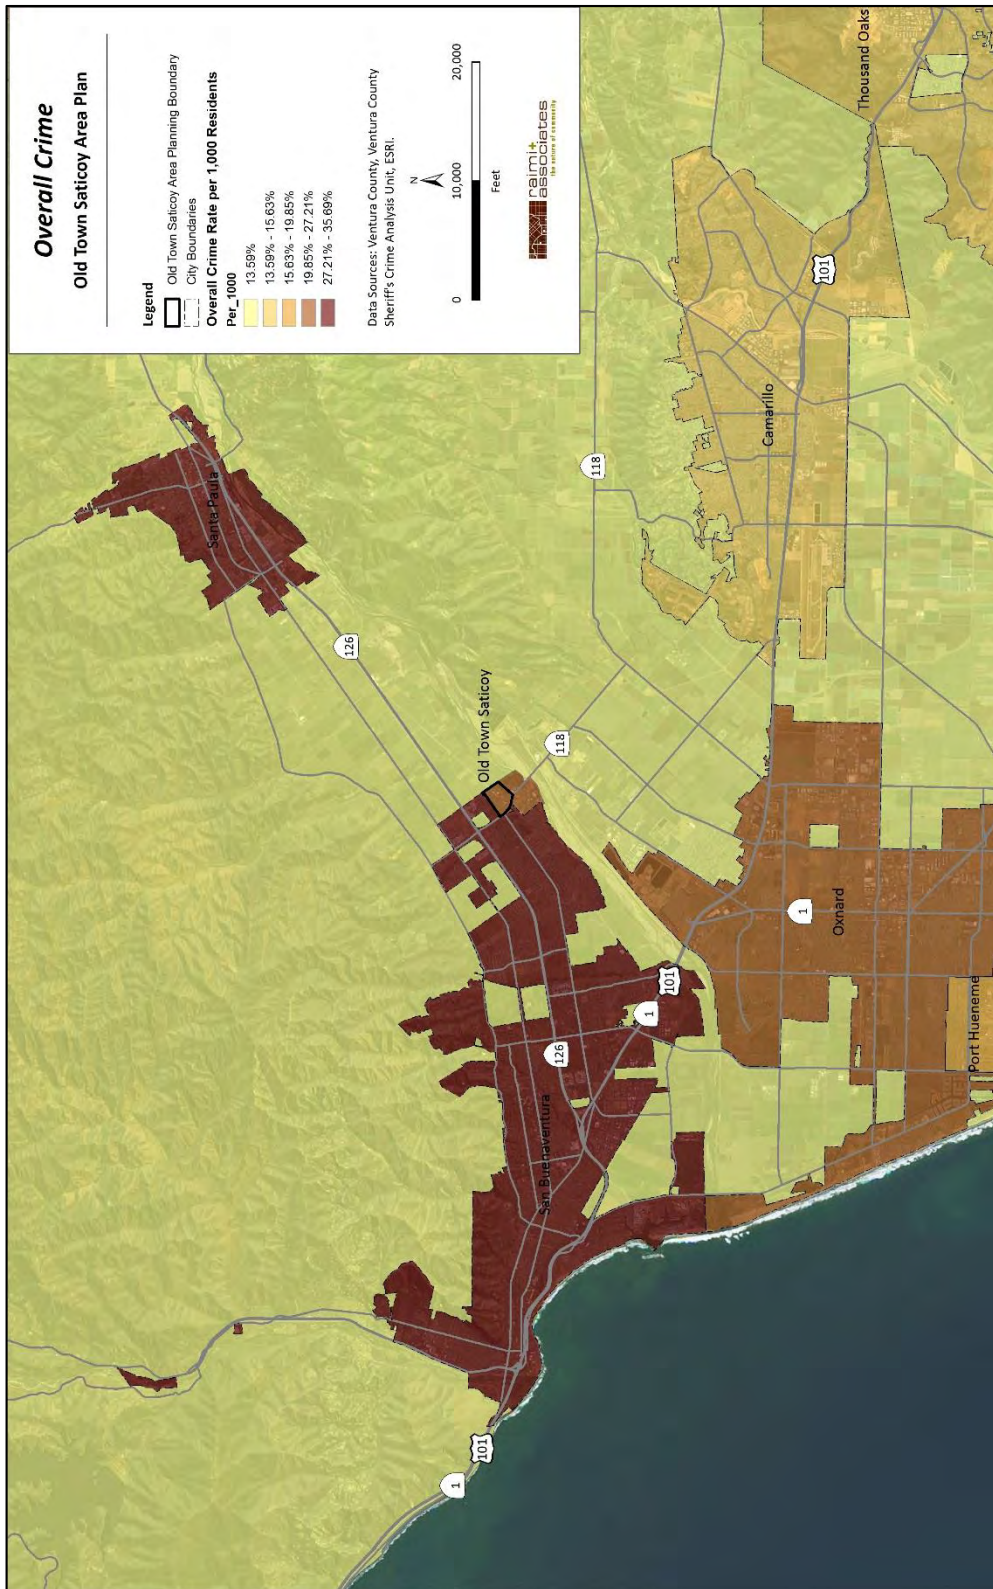 Overall Crime
Old Town Saticoy Area Plan
Legend
Old Town Saticoy Area Planning Boundary
City Boundaries
Overall Crime Rate per 1,000 Residents
Per_1000
13.59%
13.59% - 15.63%
15.63% - 19.85%
19.85% - 27.21%
27.21% - 35.69%
Data Sources: Ventura County, Ventura County
Sheriff's Crime Analysis Unit, ESRI.
N
0 10,000 20,000
Feet
raimi+
associates
the nature of community
Santa Paula
126
Old Town Saticoy
118
118
Thousand Oaks
101
Camarillo
San Buenaventura
126
1
101
1
Oxnard
Port Hueneme
101
1